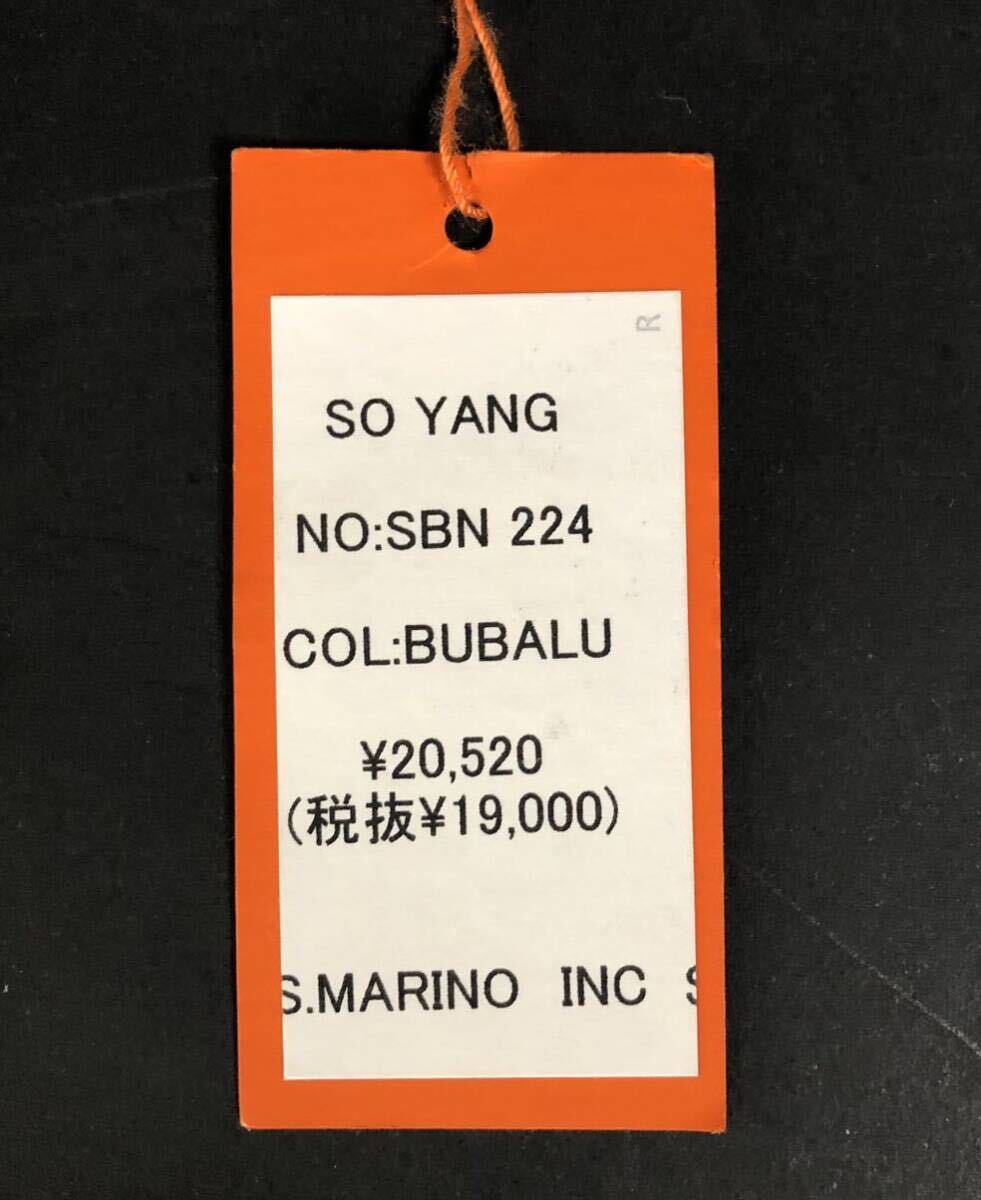 R
SO YANG
NO:SBN 224
COL:BUBALU
¥20,520
(税抜¥19,000)
S.MARINO INC S